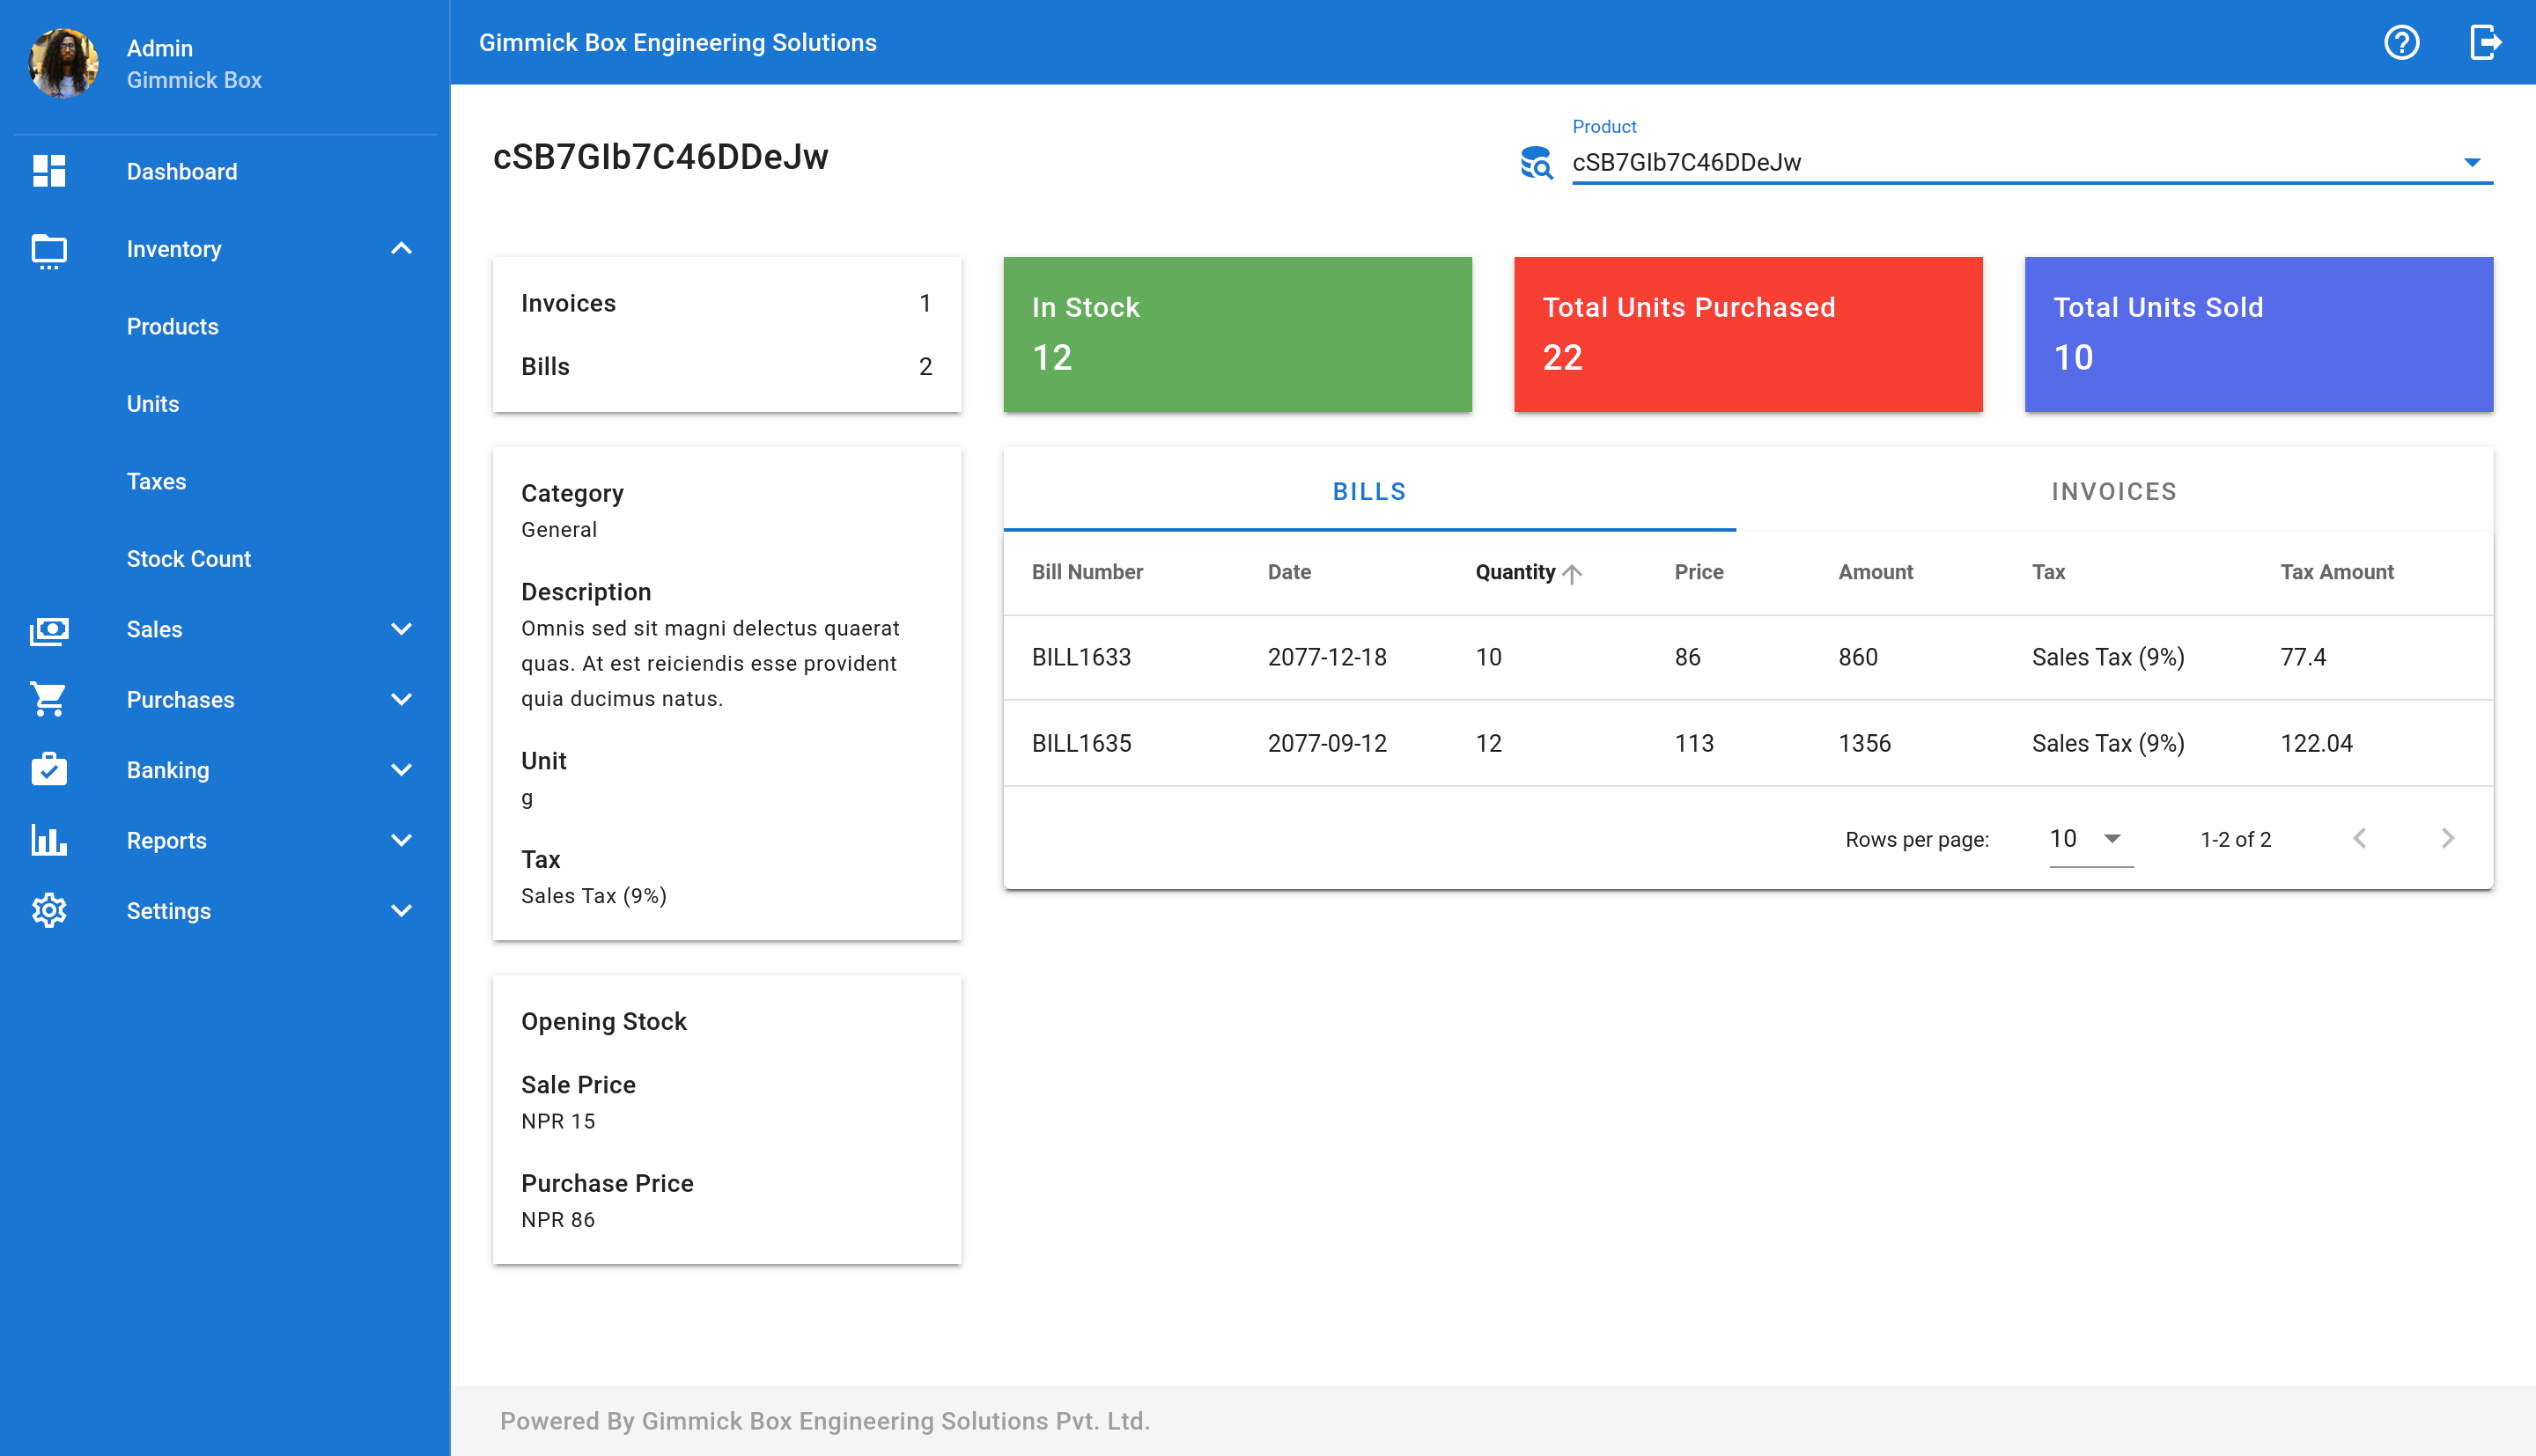 Admin
Gimmick Box
Dashboard
Inventory
Products
Units
Taxes
Stock Count
Sales
Purchases
Banking
Reports
Settings
Gimmick Box Engineering Solutions
cSB7GIb7C46DDeJw
Product
cSB7GIb7C46DDeJw
Invoices 1
Bills 2
In Stock
12
Total Units Purchased
22
Total Units Sold
10
Category
General
Description
Omnis sed sit magni delectus quaerat
quas. At est reiciendis esse provident
quia ducimus natus.
Unit
g
Tax
Sales Tax (9%)
Opening Stock
Sale Price
NPR 15
Purchase Price
NPR 86
BILLS INVOICES
Bill Number Date Quantity Price Amount Tax Tax Amount
BILL1633 2077-12-18 10 86 860 Sales Tax (9%) 77.4
BILL1635 2077-09-12 12 113 1356 Sales Tax (9%) 122.04
Rows per page: 10 1-2 of 2
Powered By Gimmick Box Engineering Solutions Pvt. Ltd.